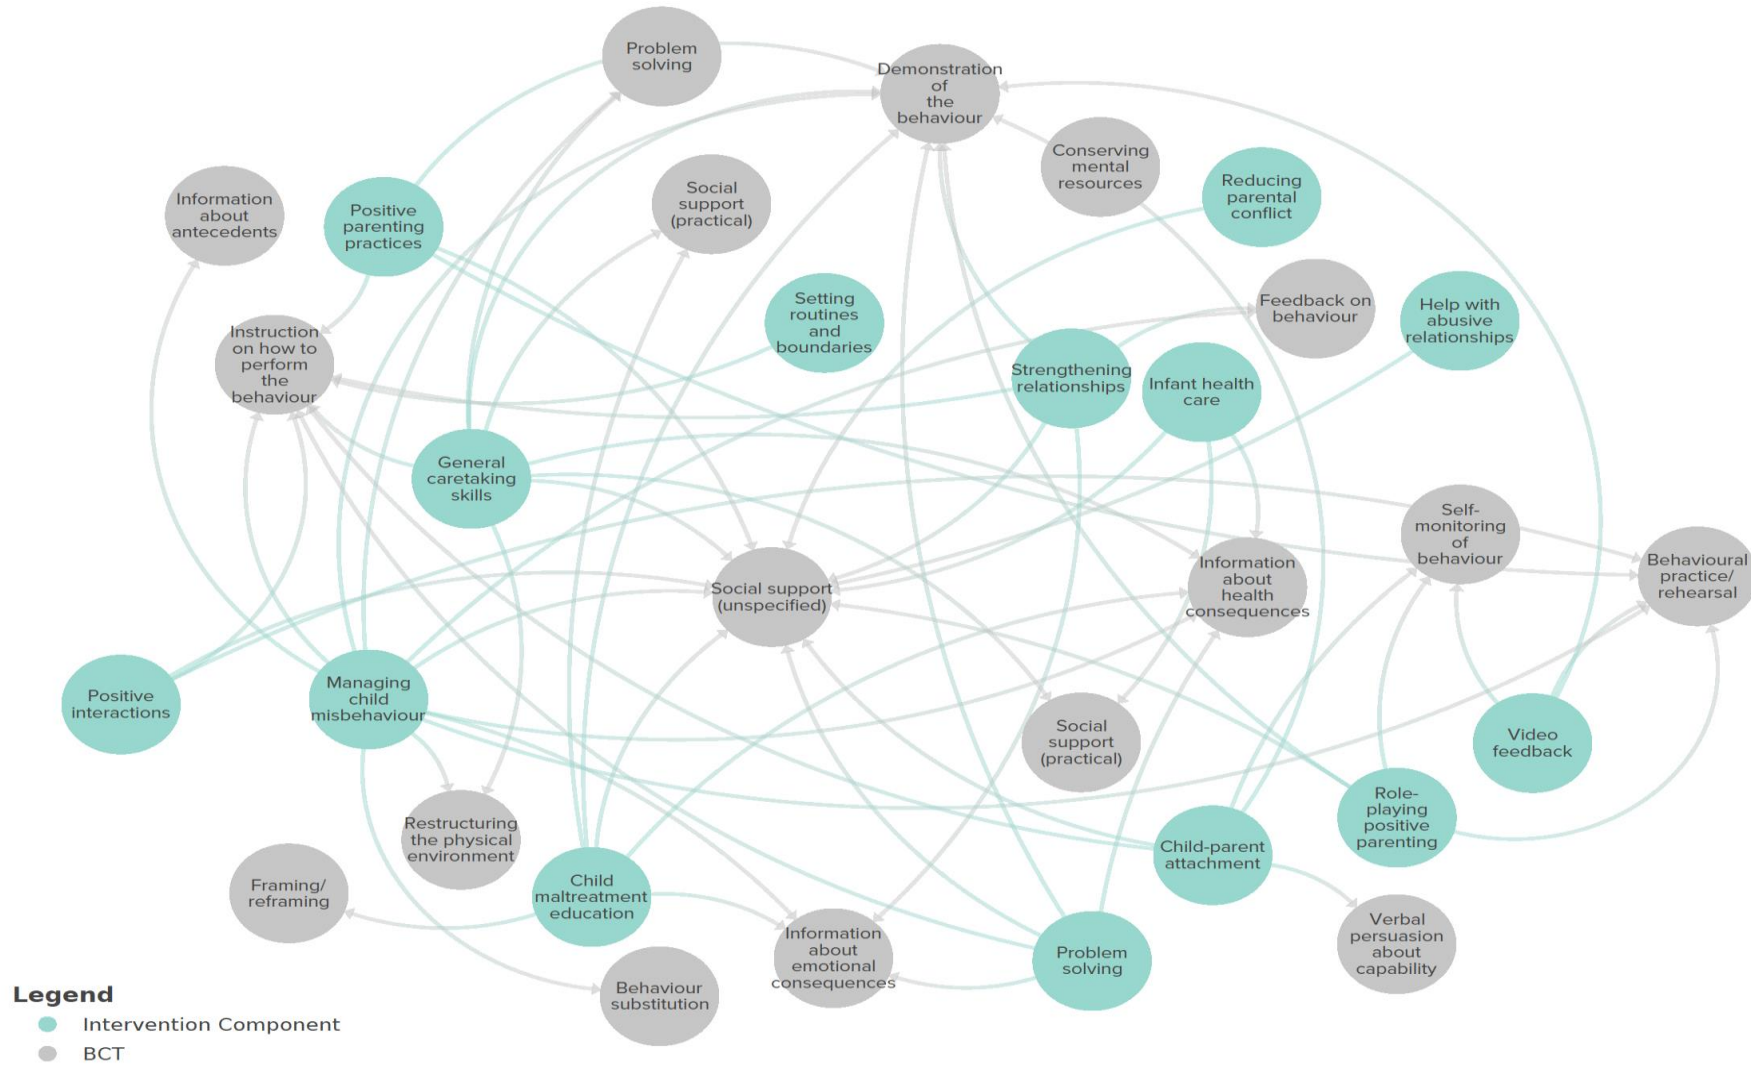 Problem
solving
Demonstration
of
the
behaviour
Conserving
mental
resources
Reducing
parental
conflict
Information
about
antecedents
Positive
parenting
practices
Social
support
(practical)
Setting
routines
and
boundaries
Feedback on
behaviour
Help with
abusive
relationships
Instruction
on how to
perform
the
behaviour
Strengthening
relationships
Infant health
care
General
caretaking
skills
Self-
monitoring
of
behaviour
Behavioural
practice/
rehearsal
Social support
(unspecified)
Information
about
health
consequences
Positive
interactions
Managing
child
misbehaviour
Social
support
(practical)
Video
feedback
Restructuring
the physical
environment
Role-
playing
positive
parenting
Child-parent
attachment
Framing/
reframing
Child
maltreatment
education
Information
about
emotional
consequences
Problem
solving
Verbal
persuasion
about
capability
Behaviour
substitution
Legend
Intervention Component
BCT